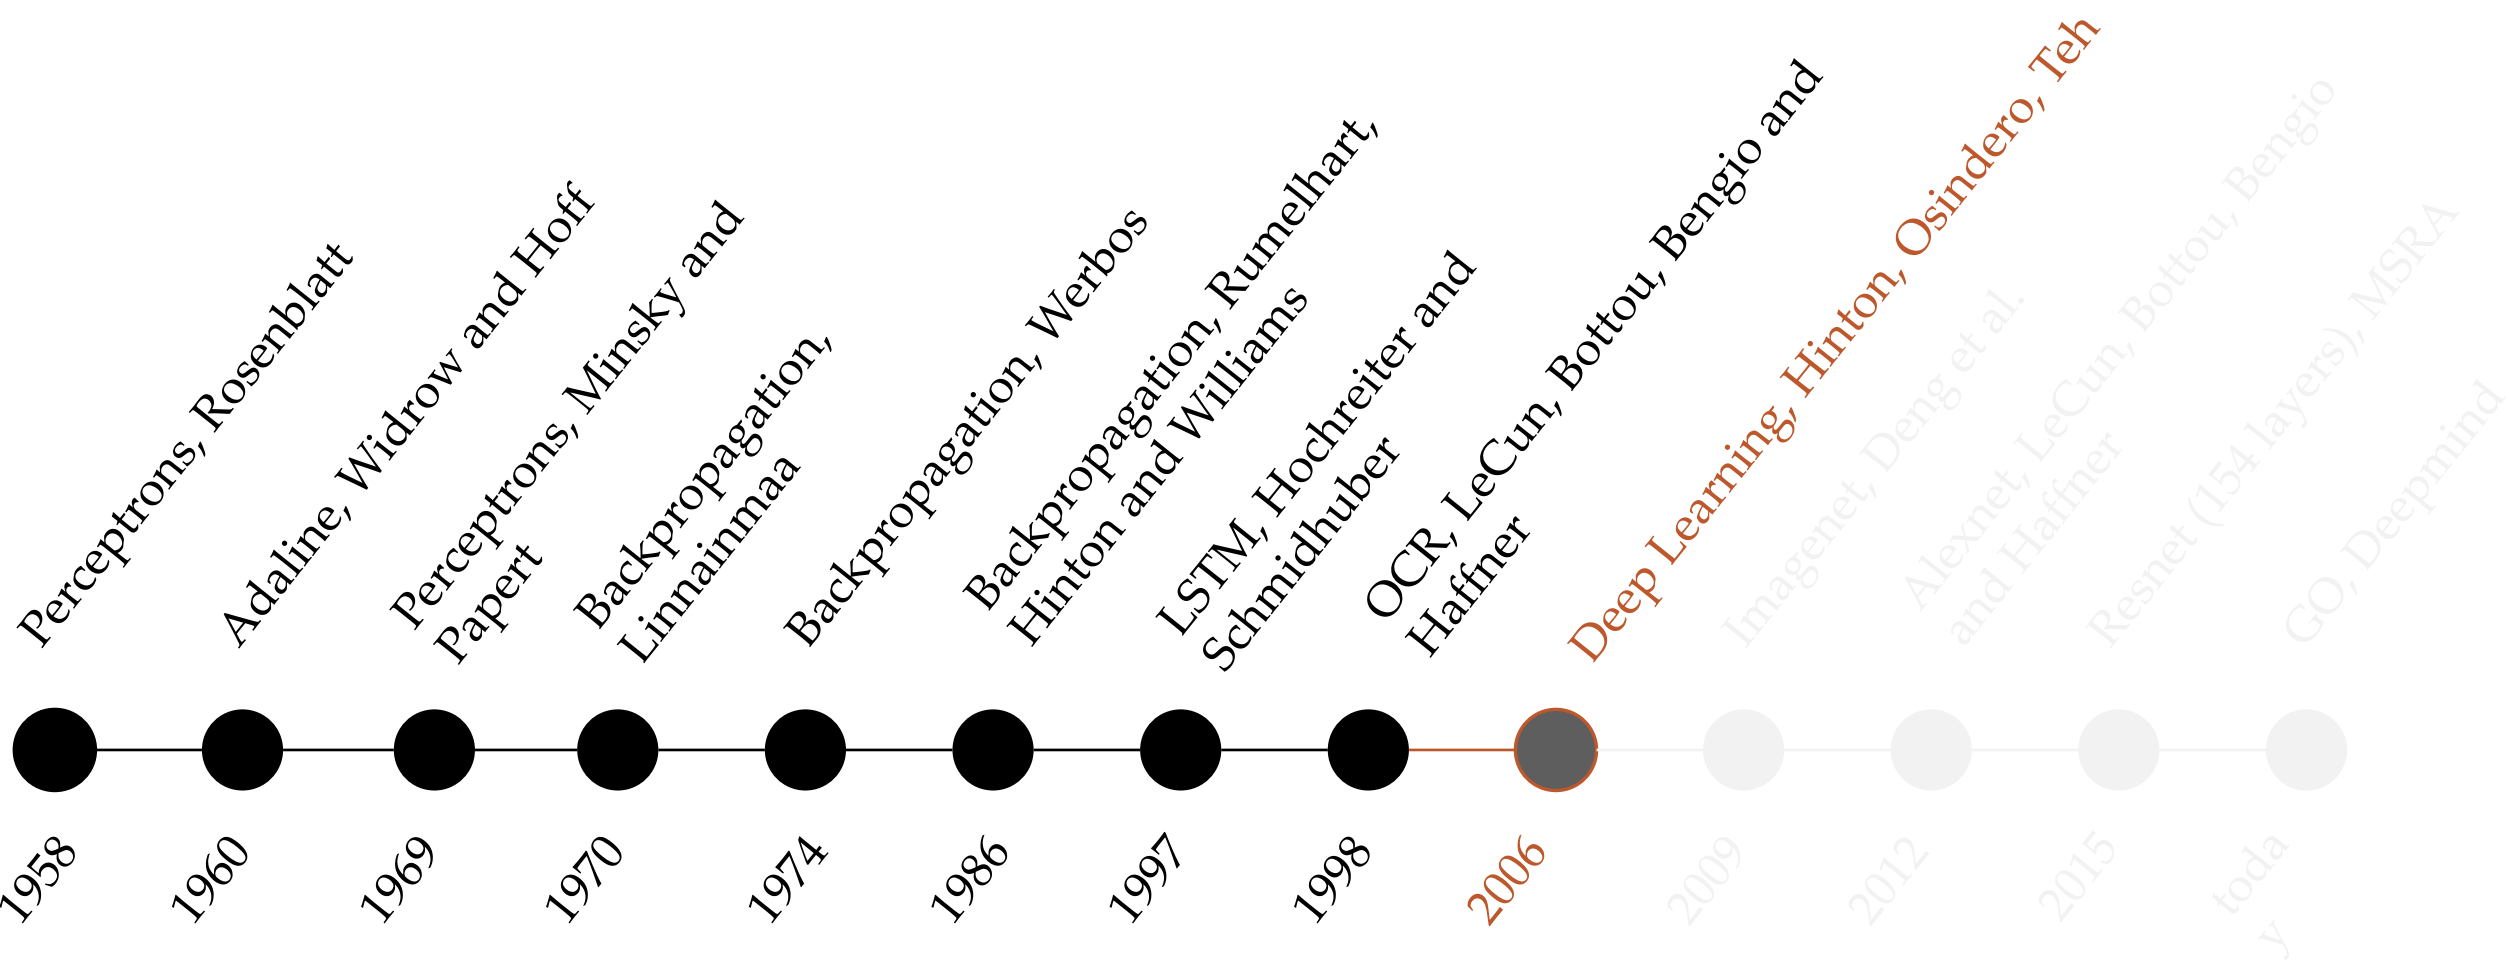 Perceptrons, Rosenblatt
Adaline, Widrow and Hoff
Perceptrons, Minsky and
Papert
Backpropagation,
Linnainmaa
Backpropagation, Werbos
Backpropagation, Rumelhart,
Hinton and Williams
LSTM, Hochreiter and
Schmidhuber
OCR, LeCun, Bottou, Bengio and
Haffner
Deep Learning, Hinton, Osindero, Teh
Imagenet, Deng et al.
Alexnet, LeCun, Bottou, Bengio
and Haffner
Resnet (154 layers), MSRA
GO, Deepmind
1958
1960
1969
1970
1974
1986
1997
1998
2006
2009
2012
2015
toda
y